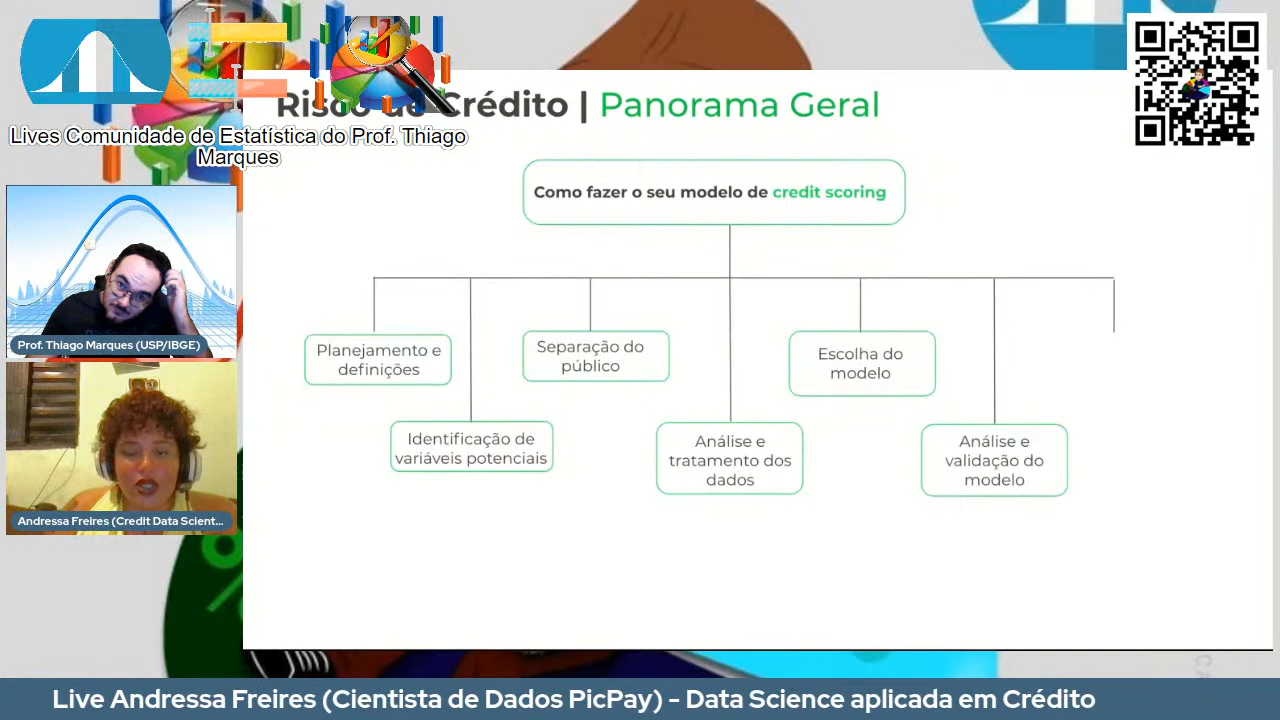 Risco de Crédito | Panorama Geral
Lives Comunidade de Estatística do Prof. Thiago
Marques
Como fazer o seu modelo de credit scoring
Planejamento e
definições
Separação do
público
Escolha do
modelo
Identificação de
variáveis potenciais
Análise e
tratamento dos
dados
Análise e
validação do
modelo
Prof. Thiago Marques (USP/IBGE)
Andressa Freires (Credit Data Scient...
%
Live Andressa Freires (Cientista de Dados PicPay) - Data Science aplicada em Crédito